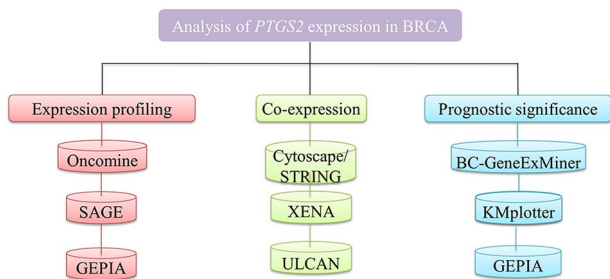 Analysis of PTGS2 expression in BRCA
Expression profiling
Oncomine
SAGE
GEPIA
Co-expression
Cytoscape/
STRING
XENA
ULCAN
Prognostic significance
BC-GeneExMiner
KMplotter
GEPIA